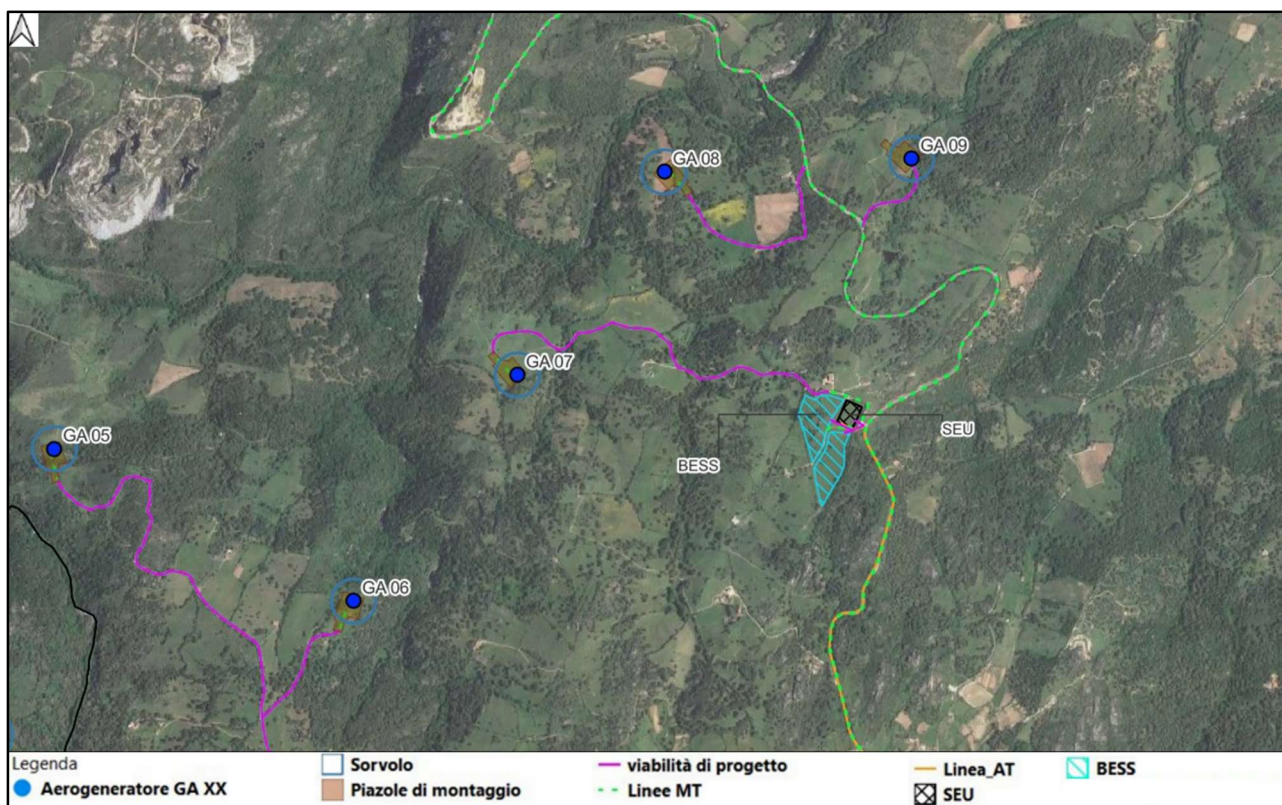 GA 08
GA 09
GA 07
GA 05
BESS
SEU
GA 06
Legenda
Aerogeneratore GA XX
Sorvolo
Piazole di montaggio
viabilità di progetto
Linee MT
Linea_AT
SEU
BESS